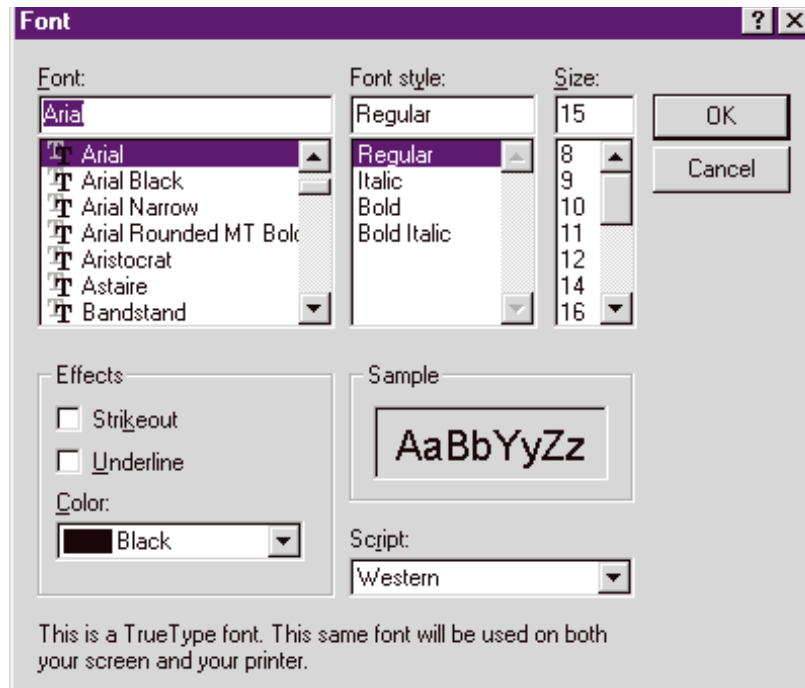 Font
Font:
Arial
Arial
Arial Black
Arial Narrow
Arial Rounded MT Bold
Aristocrat
Astaire
Bandstand
Font style:
Regular
Regular
Italic
Bold
Bold Italic
Size:
15
8
9
10
11
12
14
16
OK
Cancel
Effects
Strikeout
Underline
Color:
Black
Sample
AaBbYyZz
Script:
Western
This is a TrueType font. This same font will be used on both
your screen and your printer.